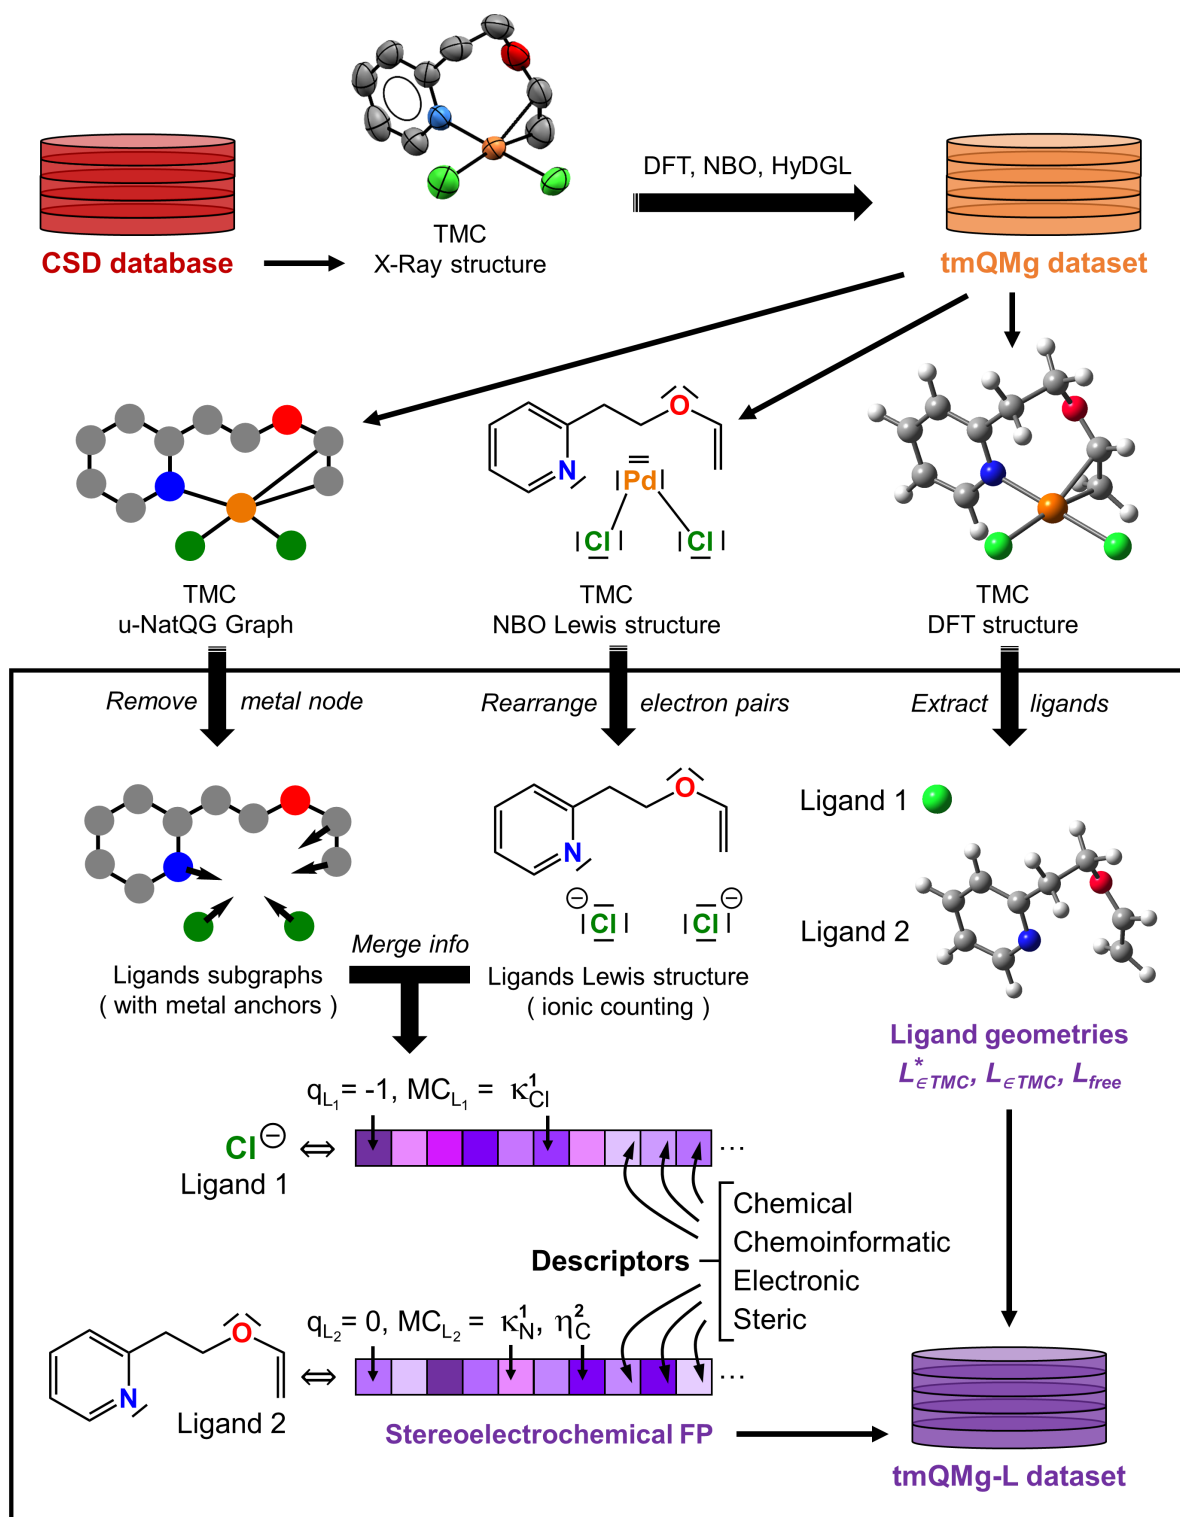 DFT, NBO, HyDGL
CSD database
TMC
X-Ray structure
tmQMg dataset
O
N
Pd
Cl
Cl
TMC
u-NatQG Graph
TMC
NBO Lewis structure
TMC
DFT structure
Remove metal node
Rearrange electron pairs
Extract ligands
O
N
Cl
Cl
Ligand 1
Ligand 2
Merge info
Ligands subgraphs
( with metal anchors )
Ligands Lewis structure
( ionic counting )
Ligand geometries
L*∈TMC, L∈TMC, Lfree
qL1= -1, MCL1 = κ1Cl
Cl⊖ ⇔ ...
Ligand 1
Chemical
Chemoinformatic
Descriptors
Electronic
Steric
qL2= 0, MCL2 = κ1N, η2C
O
N
⇔ ...
Ligand 2
Stereoelectrochemical FP
tmQMg-L dataset